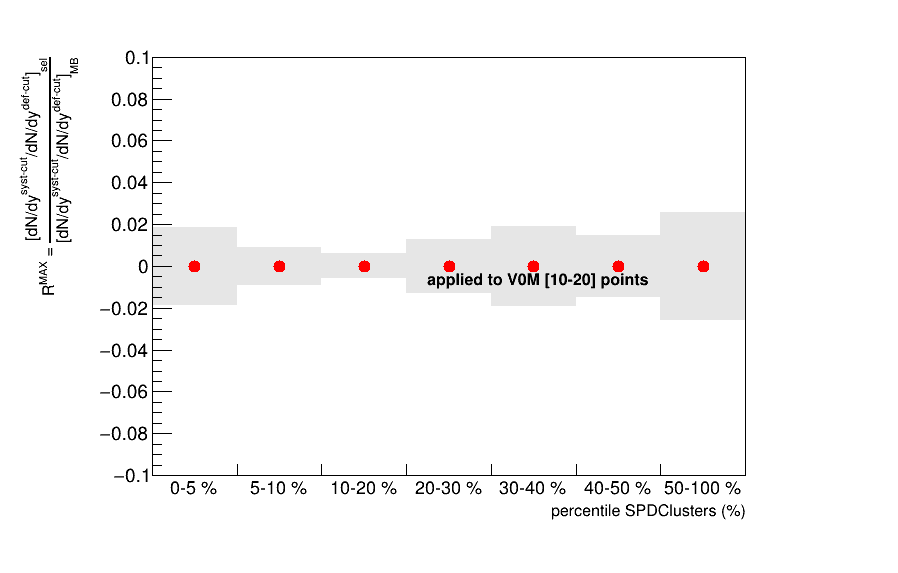 R^MAX = [dN/dy^syst-cut/dN/dy^def-cut]_sel
[dN/dy^syst-cut/dN/dy^def-cut]_MB
0.1
0.08
0.06
0.04
0.02
0
−0.02
−0.04
−0.06
−0.08
−0.1
applied to V0M [10-20] points
0-5 % 5-10 % 10-20 % 20-30 % 30-40 % 40-50 % 50-100 %
percentile SPDClusters (%)